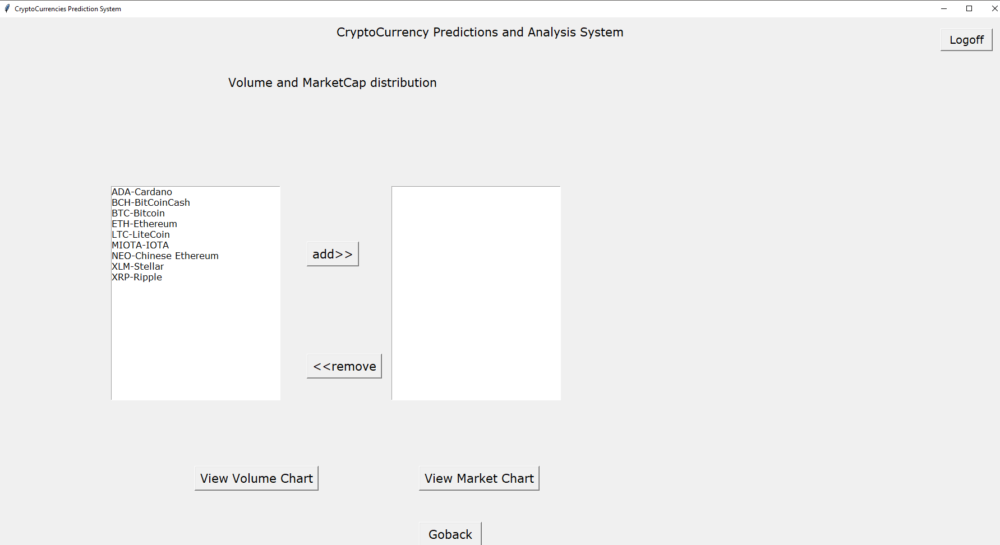 CryptoCurrencies Prediction System
CryptoCurrency Predictions and Analysis System
Logoff
Volume and MarketCap distribution
ADA-Cardano
BCH-BitCoinCash
BTC-Bitcoin
ETH-Ethereum
LTC-LiteCoin
MIOTA-IOTA
NEO-Chinese Ethereum
XLM-Stellar
XRP-Ripple
add>>
<<remove
View Volume Chart
View Market Chart
Goback